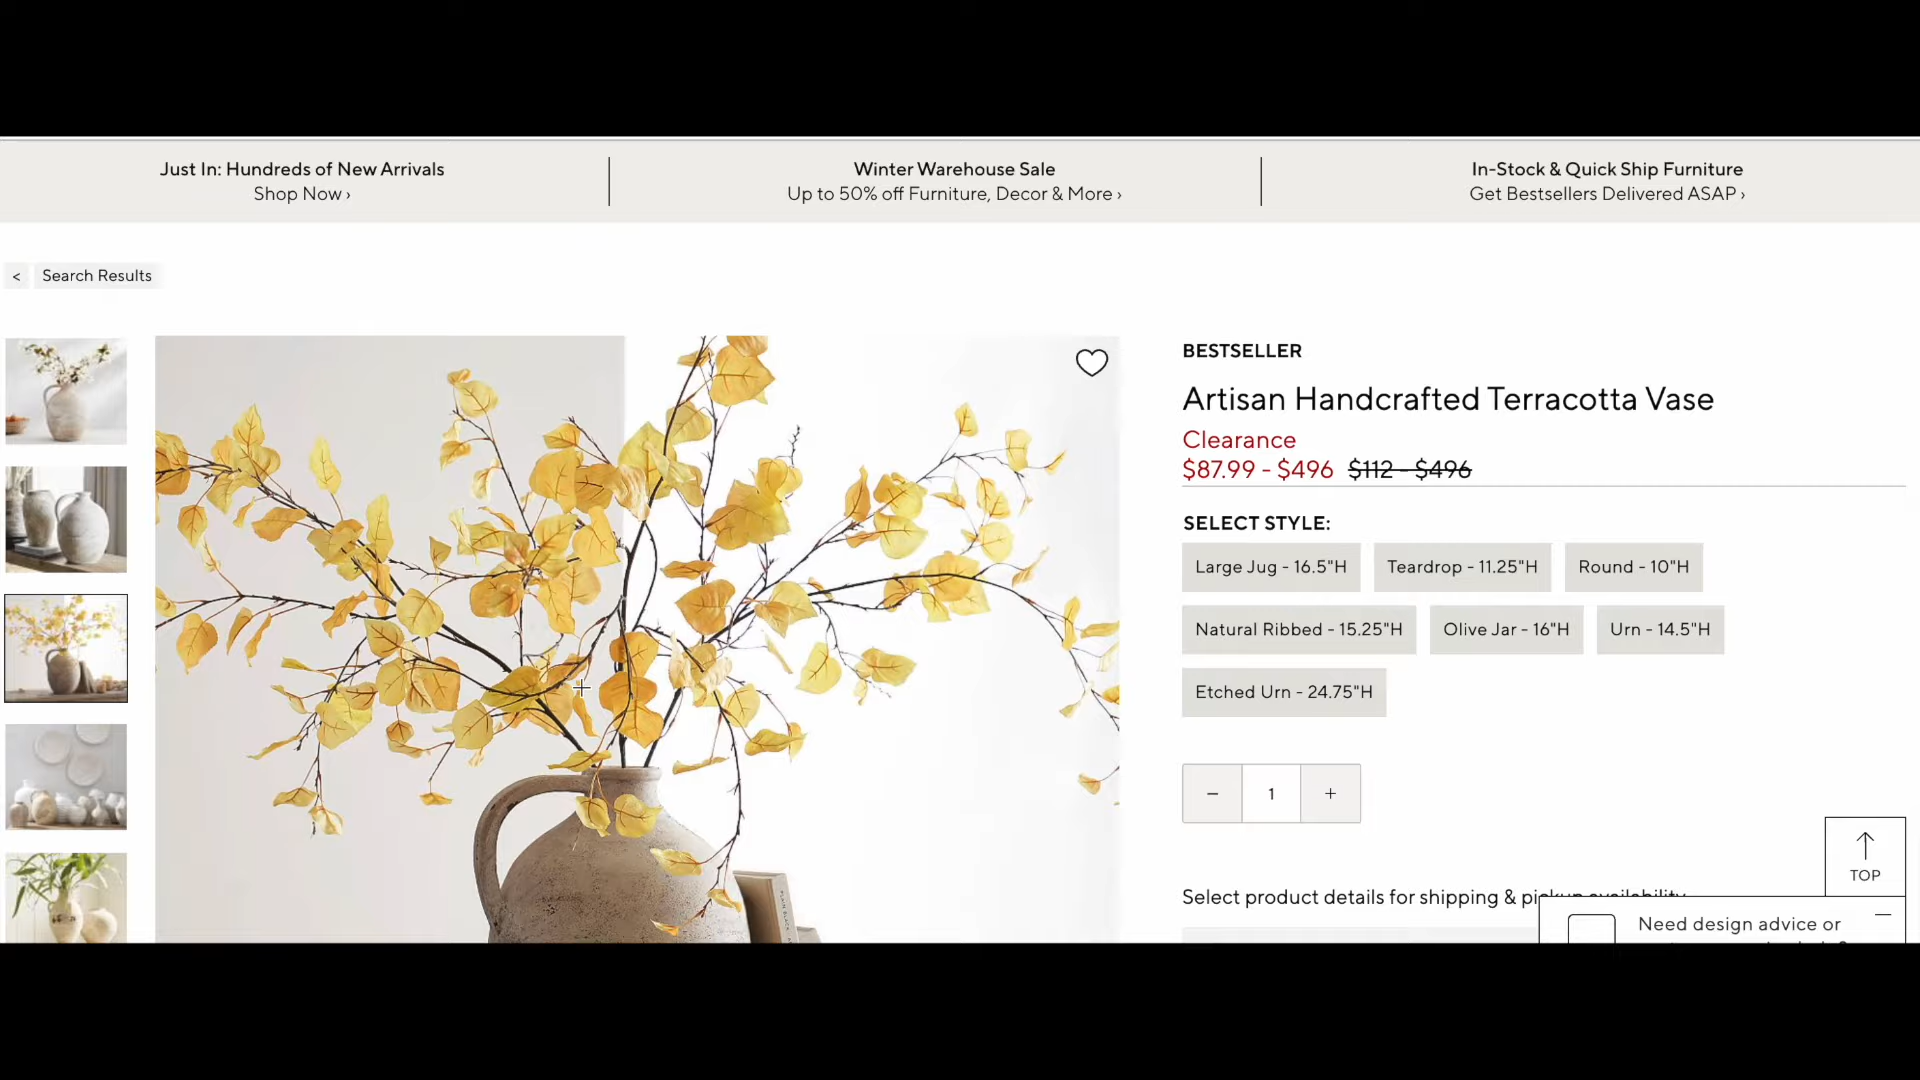 Just In: Hundreds of New Arrivals
Shop Now ›
Winter Warehouse Sale
Up to 50% off Furniture, Decor & More ›
In-Stock & Quick Ship Furniture
Get Bestsellers Delivered ASAP ›
< Search Results
BESTSELLER
Artisan Handcrafted Terracotta Vase
Clearance
$87.99 - $496 $112 - $496
SELECT STYLE:
Large Jug - 16.5"H Teardrop - 11.25"H Round - 10"H
Natural Ribbed - 15.25"H Olive Jar - 16"H Urn - 14.5"H
Etched Urn - 24.75"H
− 1 +
TOP
Select product details for shipping & pickup availability
Need design advice or